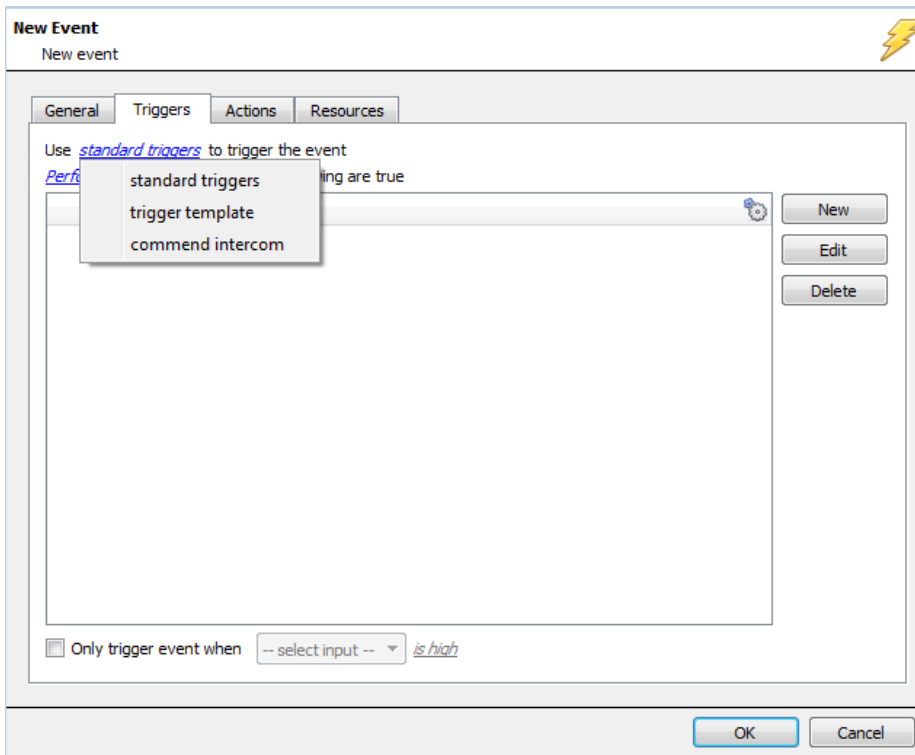 New Event
New event
General Triggers Actions Resources
Use standard triggers to trigger the event
are true
standard triggers
trigger template
commend intercom
New
Edit
Delete
Only trigger event when -- select input -- is high
OK Cancel